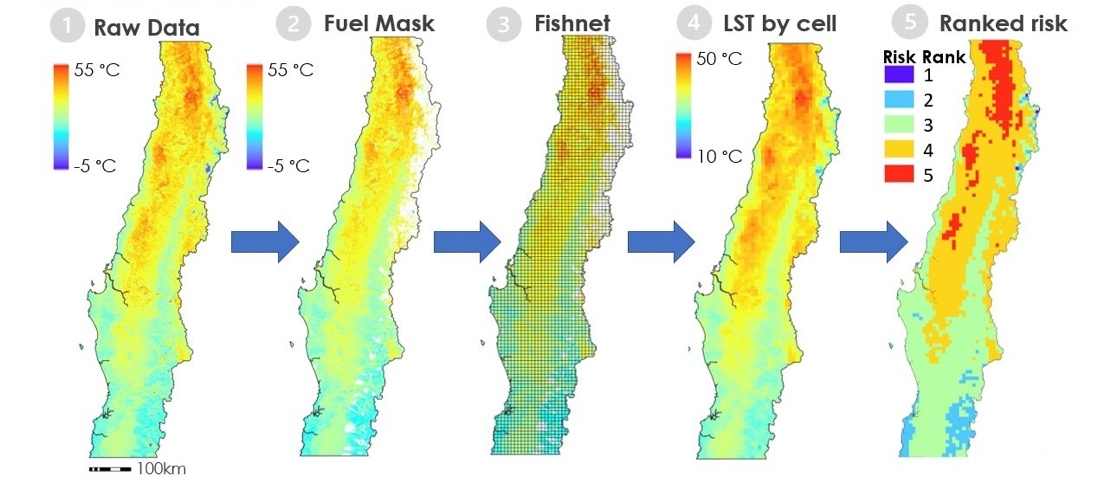 1 Raw Data
55 °C
-5 °C
100km
2 Fuel Mask
55 °C
-5 °C
3 Fishnet
4 LST by cell
50 °C
10 °C
5 Ranked risk
Risk Rank
1
2
3
4
5